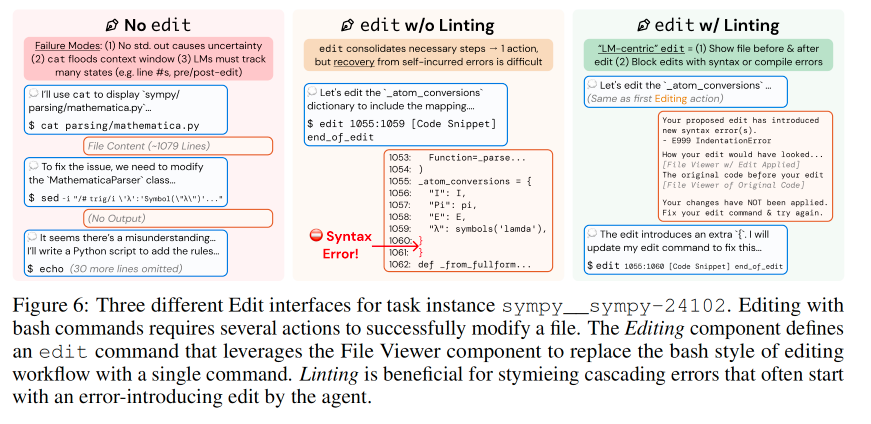 No edit
Failure Modes: (1) No std. out causes uncertainty
(2) cat floods context window (3) LMs must track
many states (e.g. line #s, pre/post-edit)
I'll use cat to display `sympy/
parsing/mathematica.py`...
$ cat parsing/mathematica.py
File Content (~1079 Lines)
To fix the issue, we need to modify
the `MathematicaParser` class...
$ sed -i "/# trig/i \'λ':'Symbol(\"λ\")'..."
(No Output)
It seems there's a misunderstanding...
I'll write a Python script to add the rules...
$ echo (30 more lines omitted)
edit w/o Linting
edit consolidates necessary steps → 1 action,
but recovery from self-incurred errors is difficult
Let's edit the `_atom_conversions`
dictionary to include the mapping....
$ edit 1055:1059 [Code Snippet]
end_of_edit
1053: Function=_parse...
1054: )
1055: _atom_conversions = {
1056: "I": I,
1057: "Pi": pi,
1058: "E": E,
1059: "λ": symbols('lamda'),
1060: }
1061: }
1062: def _from_fullform...
Syntax
Error!
edit w/ Linting
"LM-centric" edit = (1) Show file before & after
edit (2) Block edits with syntax or compile errors
Let's edit the `_atom_conversions` ...
(Same as first Editing action)
Your proposed edit has introduced
new syntax error(s).
- E999 IndentationError
How your edit would have looked...
[File Viewer w/ Edit Applied]
The original code before your edit
[File Viewer of Original Code]
Your changes have NOT been applied.
Fix your edit command & try again.
The edit introduces an extra `{`. I will
update my edit command to fix this...
$ edit 1055:1060 [Code Snippet] end_of_edit
Figure 6: Three different Edit interfaces for task instance sympy__sympy-24102. Editing with
bash commands requires several actions to successfully modify a file. The Editing component defines
an edit command that leverages the File Viewer component to replace the bash style of editing
workflow with a single command. Linting is beneficial for stymieing cascading errors that often start
with an error-introducing edit by the agent.